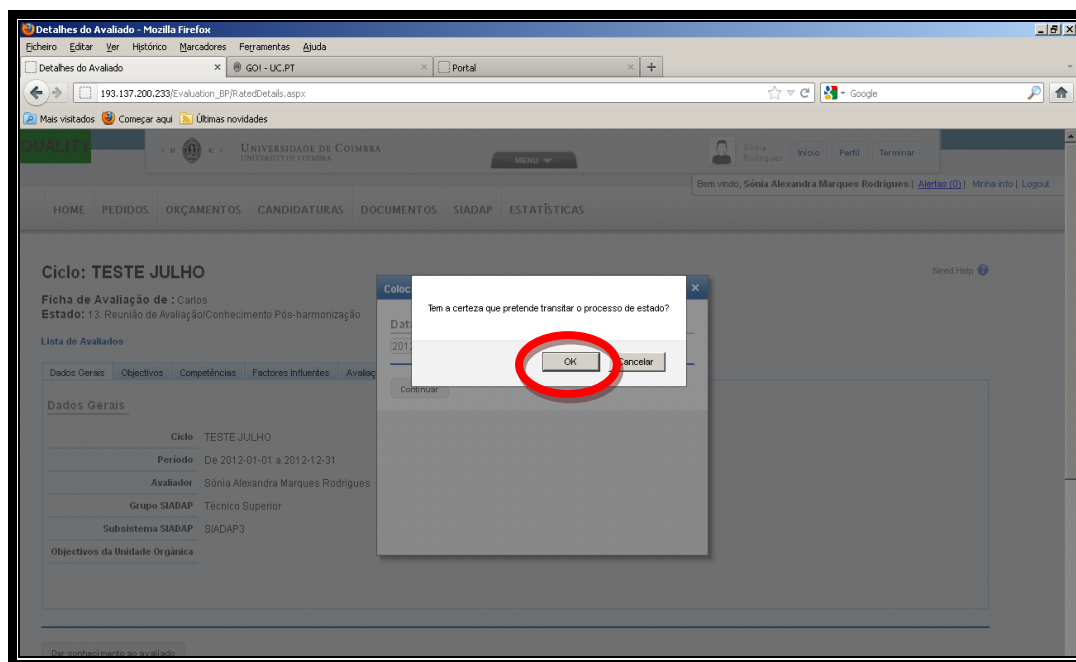 Detalhes do Avaliado - Mozilla Firefox
Ficheiro Editar Ver Histórico Marcadores Ferramentas Ajuda
Detalhes do Avaliado GO! - UC.PT Portal
193.137.200.233/Evaluation_BP/RatedDetails.aspx Google
Mais visitados Começar aqui Últimas novidades
QUALITY UNIVERSIDADE DE COIMBRA
UNIVERSITY OF COIMBRA
MENU
Sónia Rodrigues Início Perfil Terminar
Bem vindo, Sónia Alexandra Marques Rodrigues | Alertas (0) | Minha info | Logout
HOME PEDIDOS ORÇAMENTOS CANDIDATURAS DOCUMENTOS SIADAP ESTATÍSTICAS
Ciclo: TESTE JULHO
Need Help
Ficha de Avaliação de : Carlos
Estado: 13. Reunião de Avaliação/Conhecimento Pós-harmonização
Lista de Avaliados
Dados Gerais Objectivos Competências Factores Influentes
Dados Gerais
Ciclo TESTE JULHO
Período De 2012-01-01 a 2012-12-31
Avaliador Sónia Alexandra Marques Rodrigues
Grupo SIADAP Técnico Superior
Subsistema SIADAP SIADAP3
Objectivos da Unidade Orgânica
Tem a certeza que pretende transitar o processo de estado?
OK Cancelar
Continuar
Dar conhecimento ao avaliado